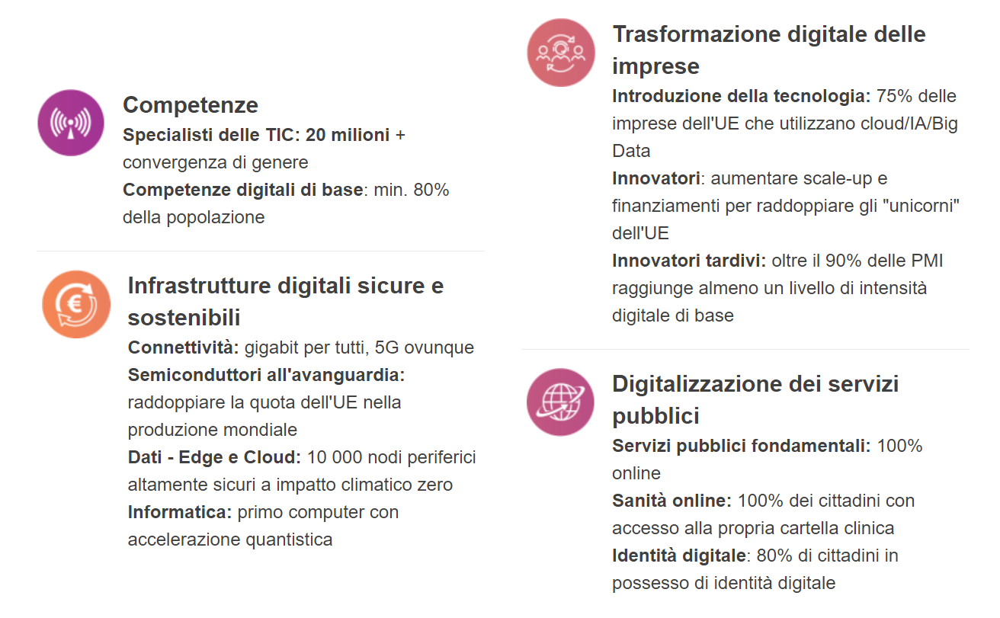 Competenze
Specialisti delle TIC: 20 milioni +
convergenza di genere
Competenze digitali di base: min. 80%
della popolazione
Infrastrutture digitali sicure e
sostenibili
Connettività: gigabit per tutti, 5G ovunque
Semiconduttori all'avanguardia:
raddoppiare la quota dell'UE nella
produzione mondiale
Dati - Edge e Cloud: 10 000 nodi periferici
altamente sicuri a impatto climatico zero
Informatica: primo computer con
accelerazione quantistica
Trasformazione digitale delle
imprese
Introduzione della tecnologia: 75% delle
imprese dell'UE che utilizzano cloud/IA/Big
Data
Innovatori: aumentare scale-up e
finanziamenti per raddoppiare gli "unicorni"
dell'UE
Innovatori tardivi: oltre il 90% delle PMI
raggiunge almeno un livello di intensità
digitale di base
Digitalizzazione dei servizi
pubblici
Servizi pubblici fondamentali: 100%
online
Sanità online: 100% dei cittadini con
accesso alla propria cartella clinica
Identità digitale: 80% di cittadini in
possesso di identità digitale